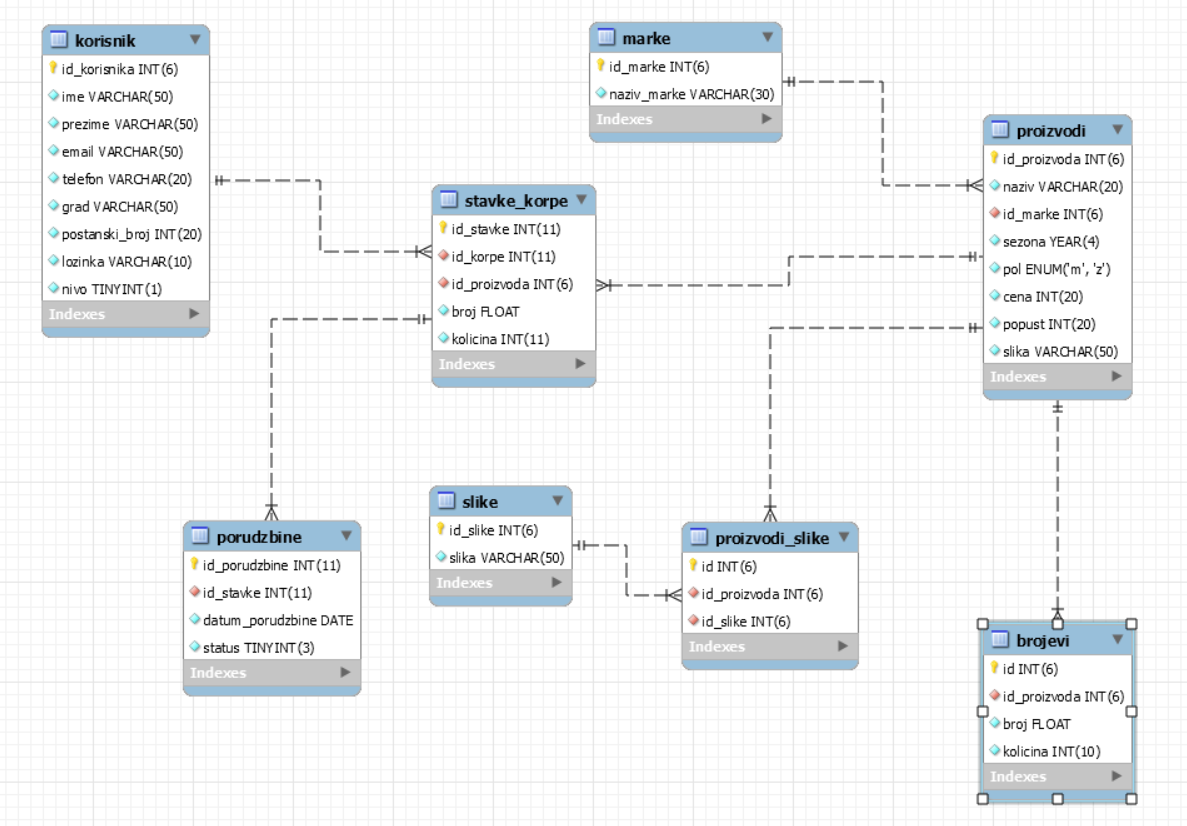 korisnik
id_korisnika INT(6)
ime VARCHAR(50)
prezime VARCHAR(50)
email VARCHAR(50)
telefon VARCHAR(20)
grad VARCHAR(50)
postanski_broj INT(20)
lozinka VARCHAR(10)
nivo TINYINT(1)
Indexes
marke
id_marke INT(6)
naziv_marke VARCHAR(30)
Indexes
proizvodi
id_proizvoda INT(6)
naziv VARCHAR(20)
id_marke INT(6)
sezona YEAR(4)
pol ENUM('m', 'z')
cena INT(20)
popust INT(20)
slika VARCHAR(50)
Indexes
stavke_korpe
id_stavke INT(11)
id_korpe INT(11)
id_proizvoda INT(6)
broj FLOAT
kolicina INT(11)
Indexes
porudzbine
id_porudzbine INT(11)
id_stavke INT(11)
datum_porudzbine DATE
status TINYINT(3)
Indexes
slike
id_slike INT(6)
slika VARCHAR(50)
Indexes
proizvodi_slike
id INT(6)
id_proizvoda INT(6)
id_slike INT(6)
Indexes
brojevi
id INT(6)
id_proizvoda INT(6)
broj FLOAT
kolicina INT(10)
Indexes